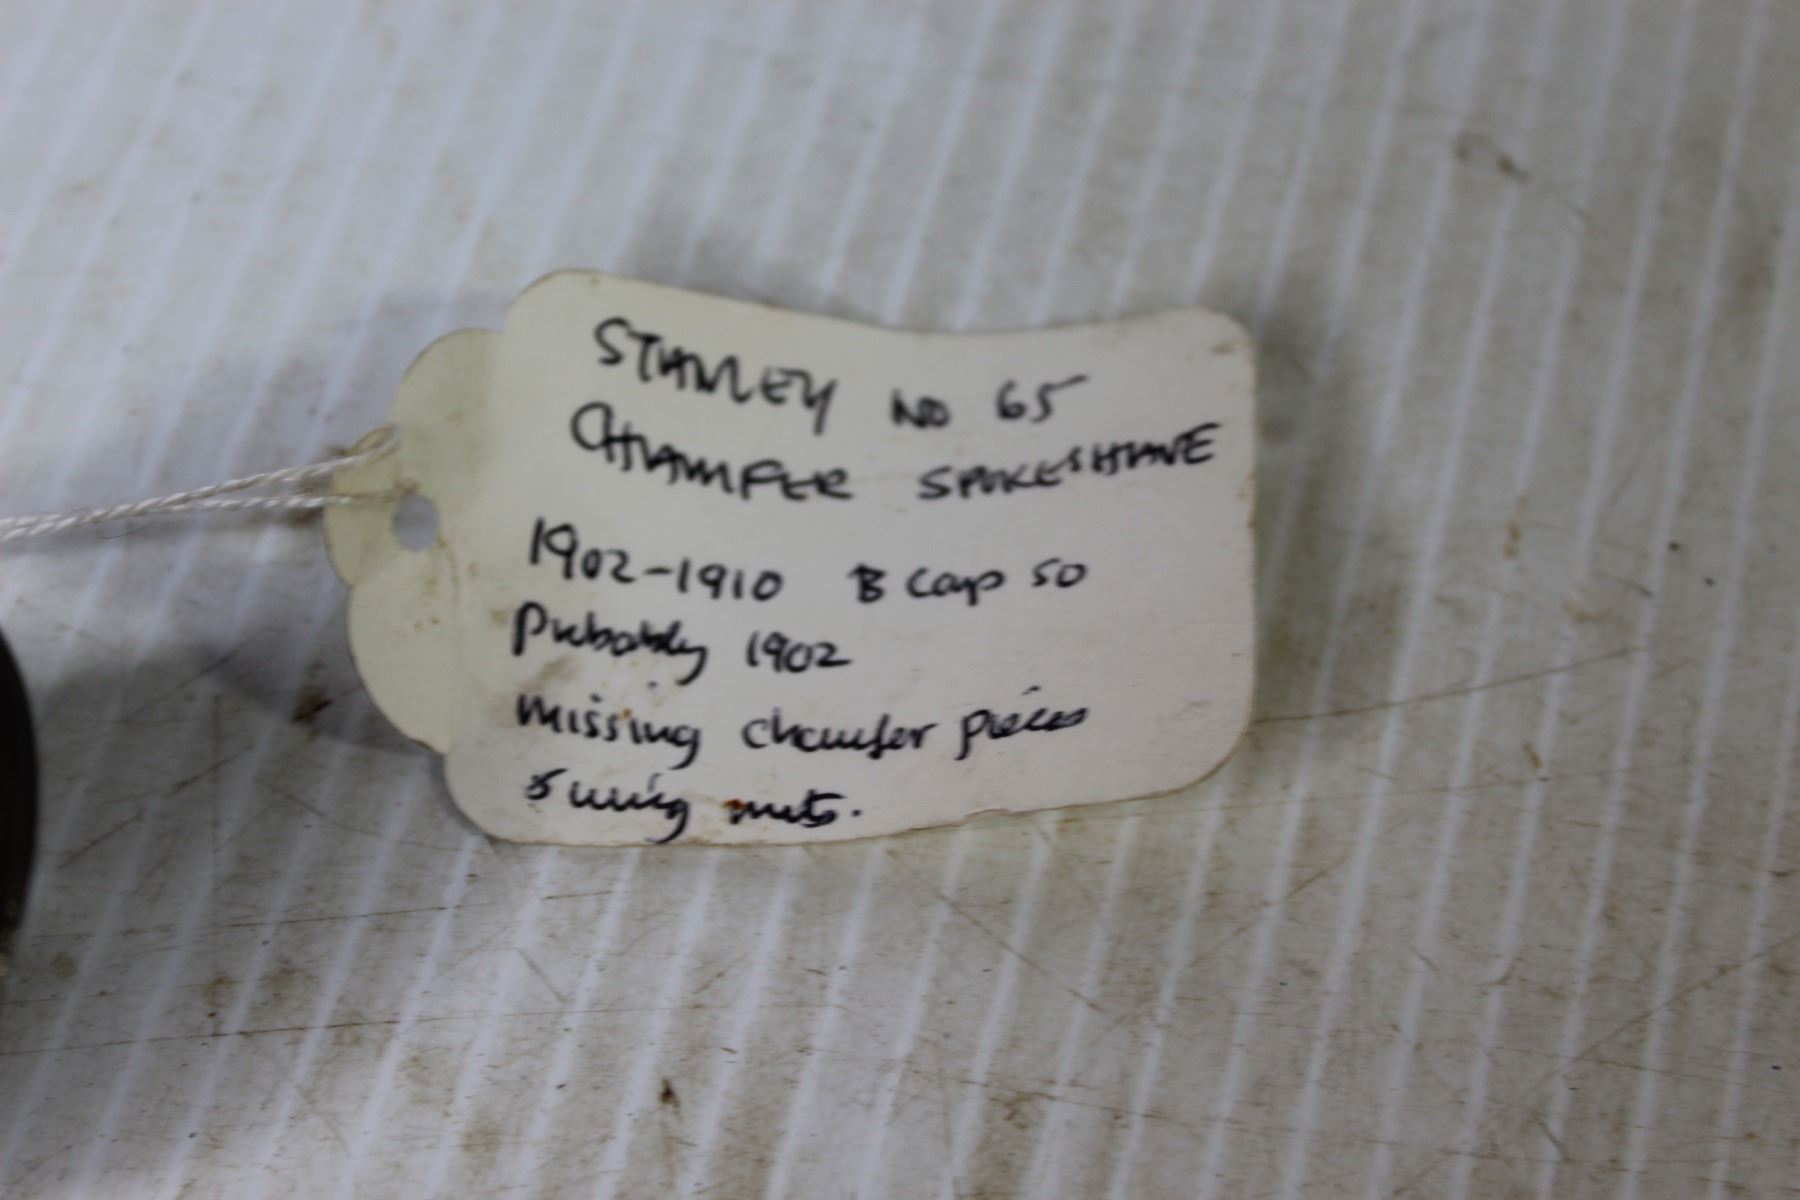 STANLEY NO 65
CHAMFER SPOKESHAVE
1902-1910 B cap 50
Probably 1902
missing chamfer pieces
& wing nuts.